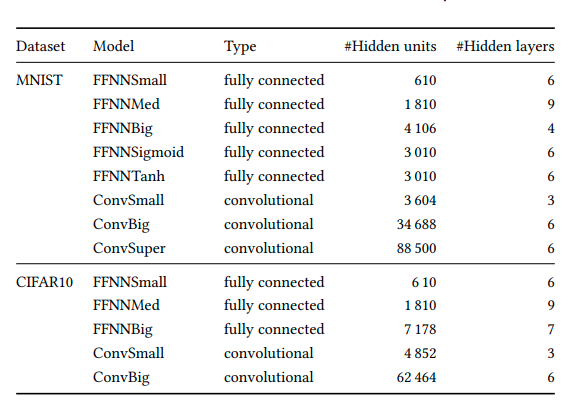 Dataset Model Type #Hidden units #Hidden layers
MNIST FFNNSmall fully connected 610 6
FFNNMed fully connected 1 810 9
FFNNBig fully connected 4 106 4
FFNNSigmoid fully connected 3 010 6
FFNNTanh fully connected 3 010 6
ConvSmall convolutional 3 604 3
ConvBig convolutional 34 688 6
ConvSuper convolutional 88 500 6
CIFAR10 FFNNSmall fully connected 6 10 6
FFNNMed fully connected 1 810 9
FFNNBig fully connected 7 178 7
ConvSmall convolutional 4 852 3
ConvBig convolutional 62 464 6